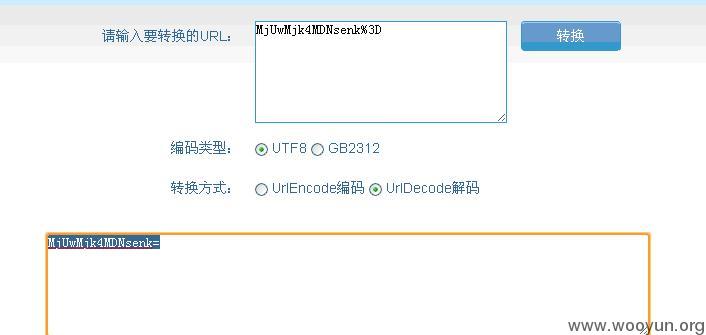 请输入要转换的URL： MjUwMjk4MDNsenk%3D 转换
编码类型： UTF8 GB2312
转换方式： UrlEncode编码 UrlDecode解码
MjUwMjk4MDNsenk=
www.wooyun.org